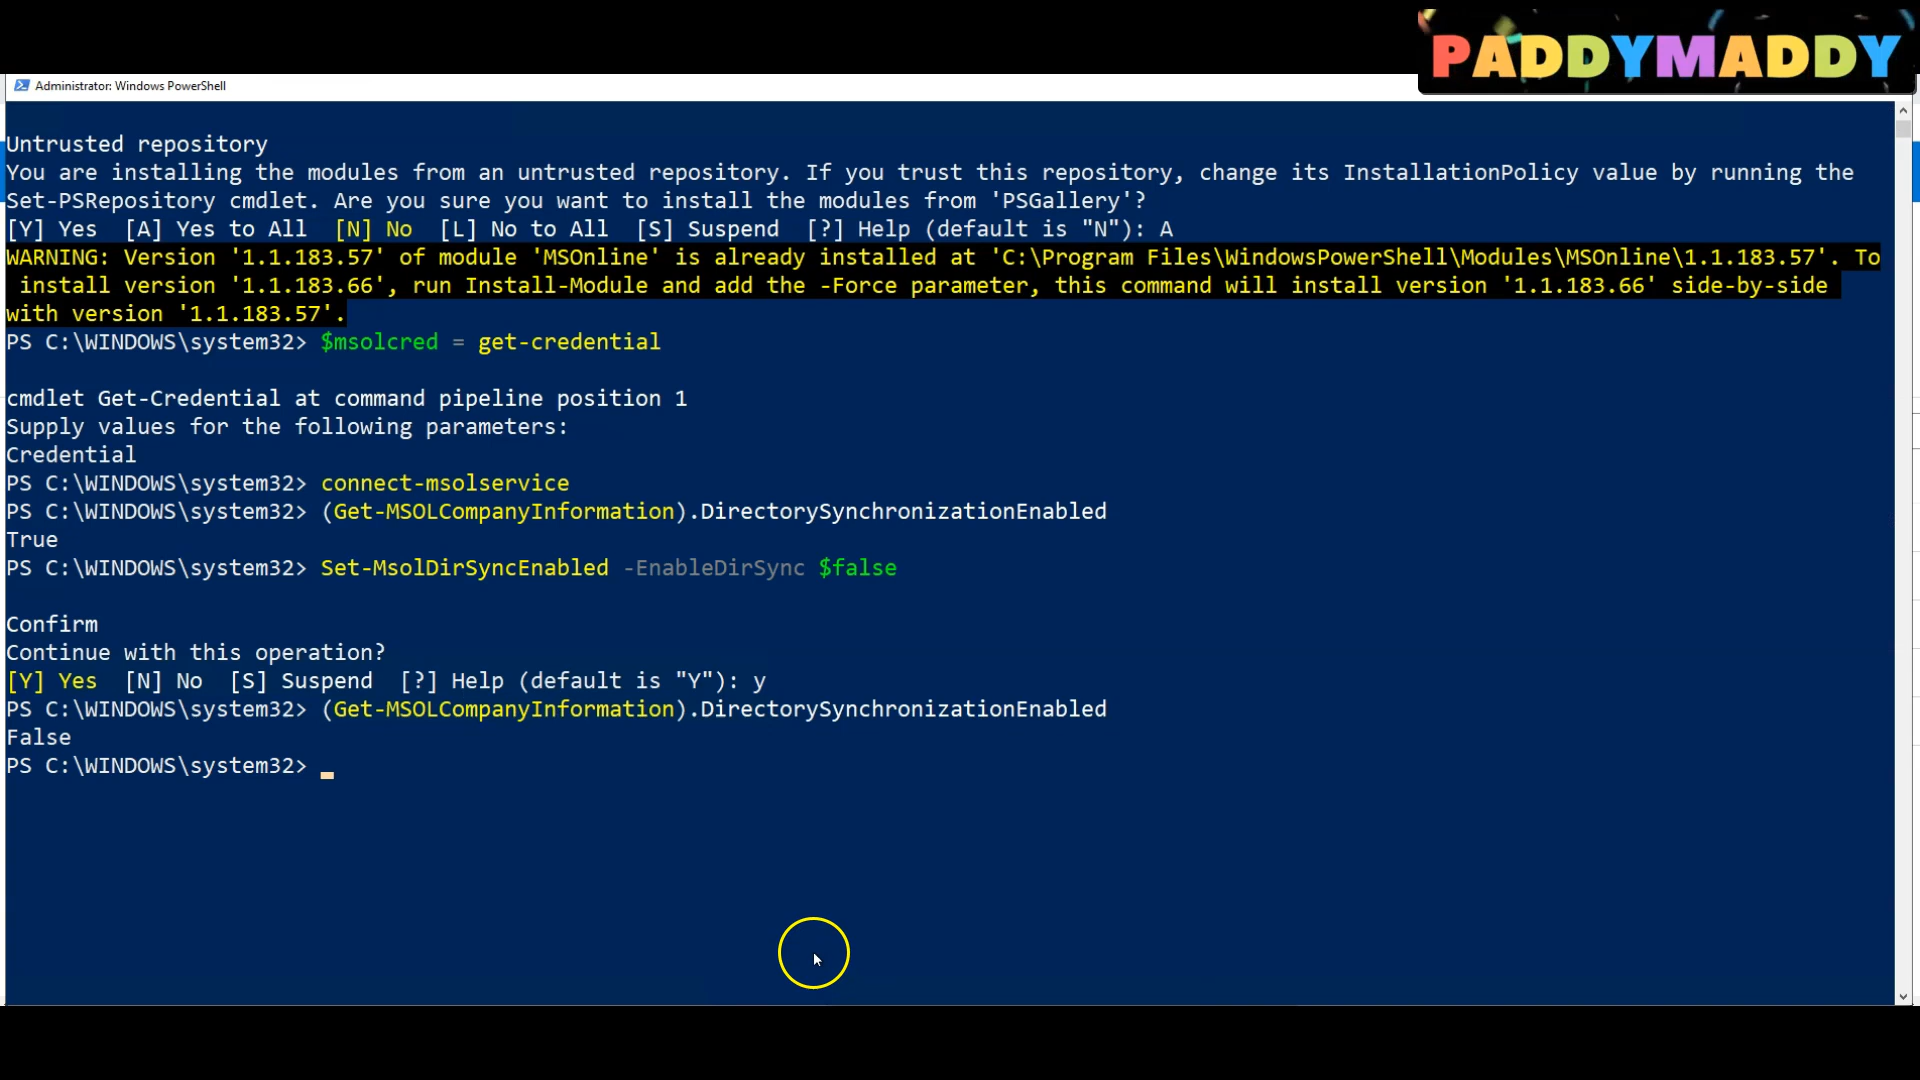 PADDYMADDY
Administrator: Windows PowerShell
Untrusted repository
You are installing the modules from an untrusted repository. If you trust this repository, change its InstallationPolicy value by running the
Set-PSRepository cmdlet. Are you sure you want to install the modules from 'PSGallery'?
[Y] Yes  [A] Yes to All  [N] No  [L] No to All  [S] Suspend  [?] Help (default is "N"): A
WARNING: Version '1.1.183.57' of module 'MSOnline' is already installed at 'C:\Program Files\WindowsPowerShell\Modules\MSOnline\1.1.183.57'. To
install version '1.1.183.66', run Install-Module and add the -Force parameter, this command will install version '1.1.183.66' side-by-side
with version '1.1.183.57'.
PS C:\WINDOWS\system32> $msolcred = get-credential
cmdlet Get-Credential at command pipeline position 1
Supply values for the following parameters:
Credential
PS C:\WINDOWS\system32> connect-msolservice
PS C:\WINDOWS\system32> (Get-MSOLCompanyInformation).DirectorySynchronizationEnabled
True
PS C:\WINDOWS\system32> Set-MsolDirSyncEnabled -EnableDirSync $false
Confirm
Continue with this operation?
[Y] Yes  [N] No  [S] Suspend  [?] Help (default is "Y"): y
PS C:\WINDOWS\system32> (Get-MSOLCompanyInformation).DirectorySynchronizationEnabled
False
PS C:\WINDOWS\system32>